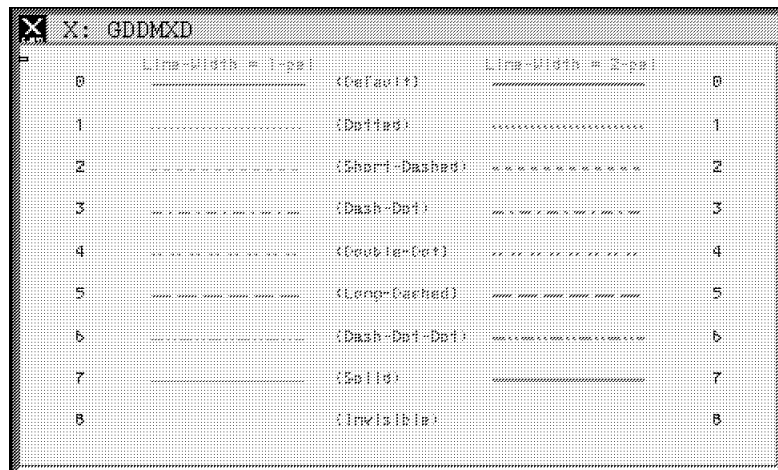 X: GDDMXD
Line-Width = 1-pel Line-Width = 2-pel
0 (Default) 0
1 (Dotted) 1
2 (Short-Dashed) 2
3 (Dash-Dot) 3
4 (Double-Dot) 4
5 (Long-Dashed) 5
6 (Dash-Dot-Dot) 6
7 (Solid) 7
8 (Invisible) 8